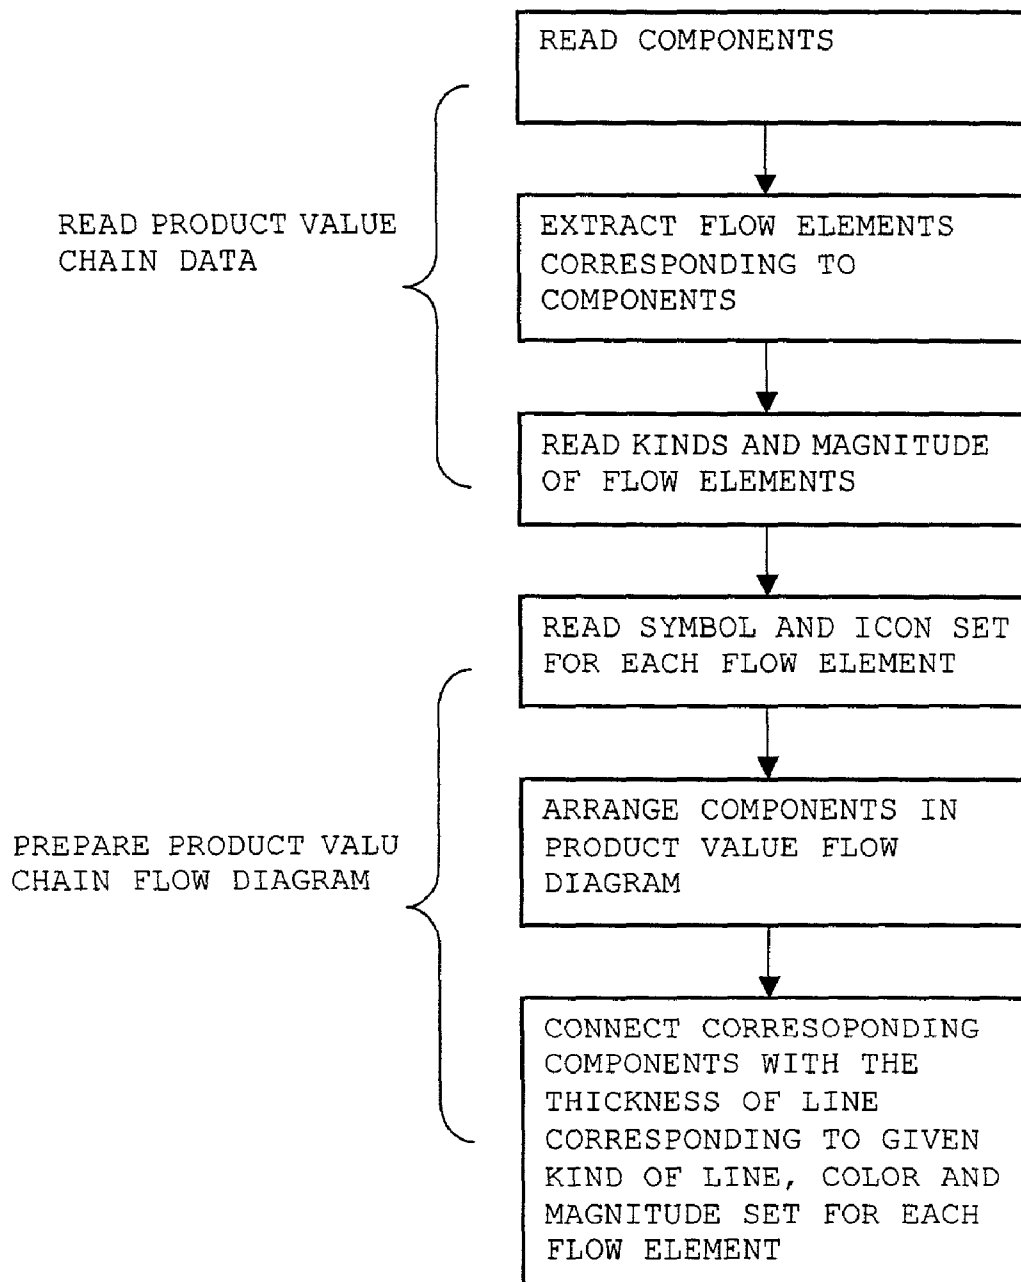 READ COMPONENTS
READ PRODUCT VALUE
CHAIN DATA
EXTRACT FLOW ELEMENTS
CORRESPONDING TO
COMPONENTS
READ KINDS AND MAGNITUDE
OF FLOW ELEMENTS
READ SYMBOL AND ICON SET
FOR EACH FLOW ELEMENT
PREPARE PRODUCT VALU
CHAIN FLOW DIAGRAM
ARRANGE COMPONENTS IN
PRODUCT VALUE FLOW
DIAGRAM
CONNECT CORRESOPONDING
COMPONENTS WITH THE
THICKNESS OF LINE
CORRESPONDING TO GIVEN
KIND OF LINE, COLOR AND
MAGNITUDE SET FOR EACH
FLOW ELEMENT